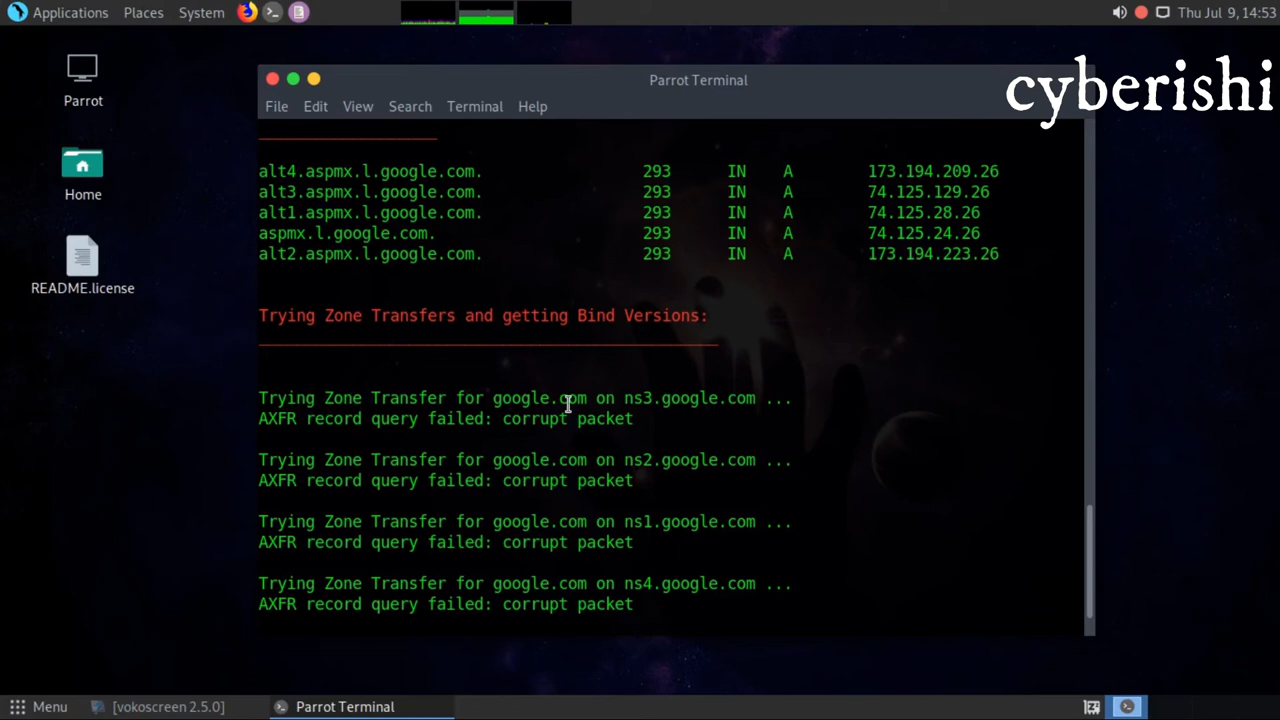 Applications Places System Thu Jul 9, 14:53
cyberishi
Parrot
Home
README.license
Parrot Terminal
File Edit View Search Terminal Help
alt4.aspmx.l.google.com. 293 IN A 173.194.209.26
alt3.aspmx.l.google.com. 293 IN A 74.125.129.26
alt1.aspmx.l.google.com. 293 IN A 74.125.28.26
aspmx.l.google.com. 293 IN A 74.125.24.26
alt2.aspmx.l.google.com. 293 IN A 173.194.223.26
Trying Zone Transfers and getting Bind Versions:
Trying Zone Transfer for google.com on ns3.google.com ...
AXFR record query failed: corrupt packet
Trying Zone Transfer for google.com on ns2.google.com ...
AXFR record query failed: corrupt packet
Trying Zone Transfer for google.com on ns1.google.com ...
AXFR record query failed: corrupt packet
Trying Zone Transfer for google.com on ns4.google.com ...
AXFR record query failed: corrupt packet
Menu [vokoscreen 2.5.0] Parrot Terminal